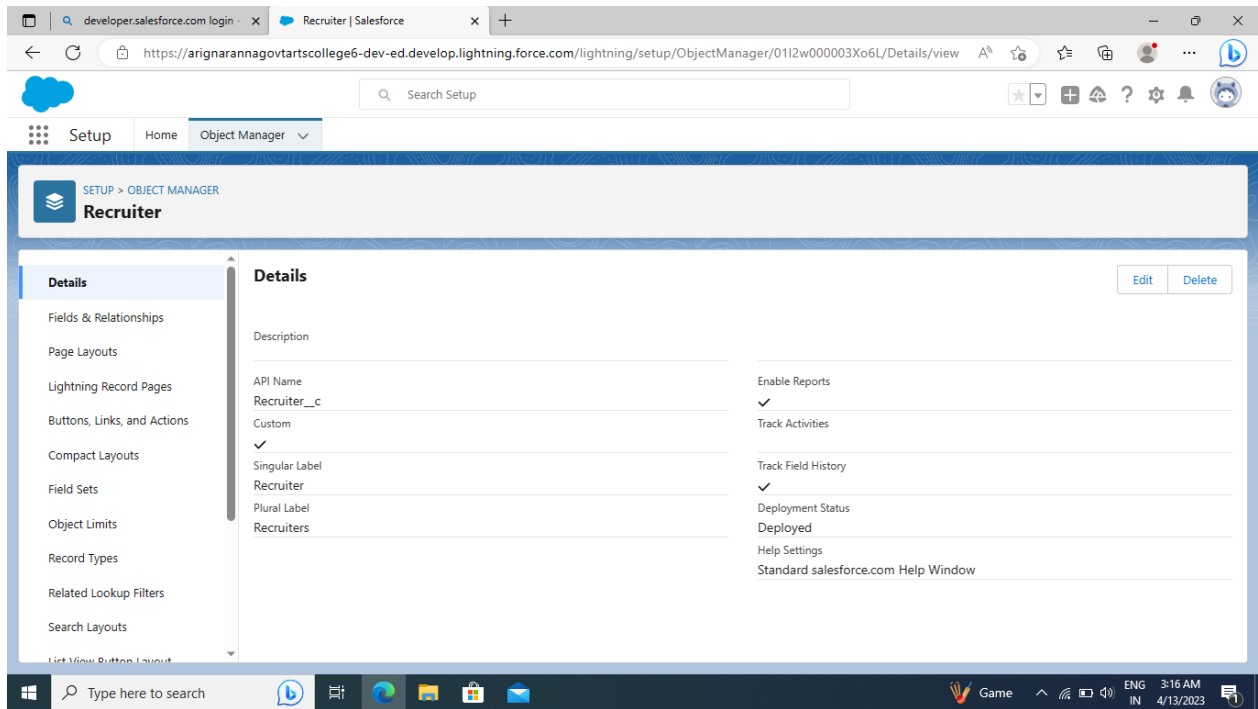 developer.salesforce.com login -
Recruiter | Salesforce
https://arignarannagovtartscollege6-dev-ed.develop.lightning.force.com/lightning/setup/ObjectManager/01I2w000003Xo6L/Details/view
Search Setup
Setup
Home
Object Manager
SETUP > OBJECT MANAGER
Recruiter
Details
Fields & Relationships
Page Layouts
Lightning Record Pages
Buttons, Links, and Actions
Compact Layouts
Field Sets
Object Limits
Record Types
Related Lookup Filters
Search Layouts
List View Button Layout
Details
Edit
Delete
Description
API Name
Recruiter__c
Custom
Singular Label
Recruiter
Plural Label
Recruiters
Enable Reports
Track Activities
Track Field History
Deployment Status
Deployed
Help Settings
Standard salesforce.com Help Window
Type here to search
Game
ENG
IN
3:16 AM
4/13/2023
1